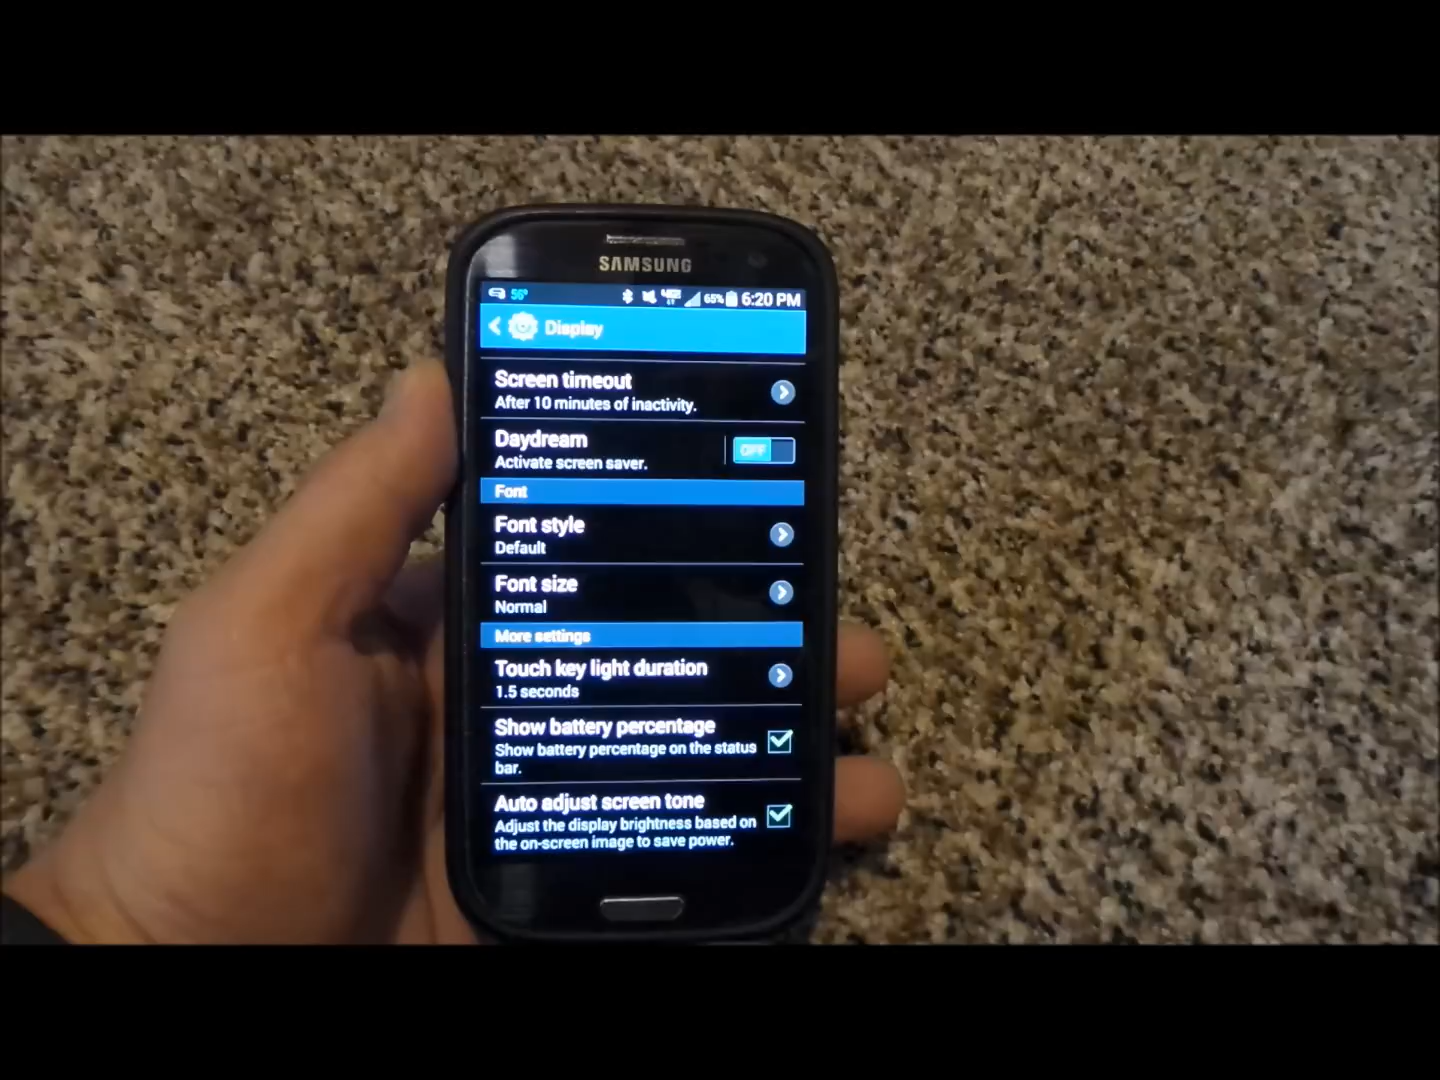 SAMSUNG
56° 65% 6:20 PM
Display
Screen timeout
After 10 minutes of inactivity.
Daydream
Activate screen saver.
OFF
Font
Font style
Default
Font size
Normal
More settings
Touch key light duration
1.5 seconds
Show battery percentage
Show battery percentage on the status
bar.
Auto adjust screen tone
Adjust the display brightness based on
the on-screen image to save power.